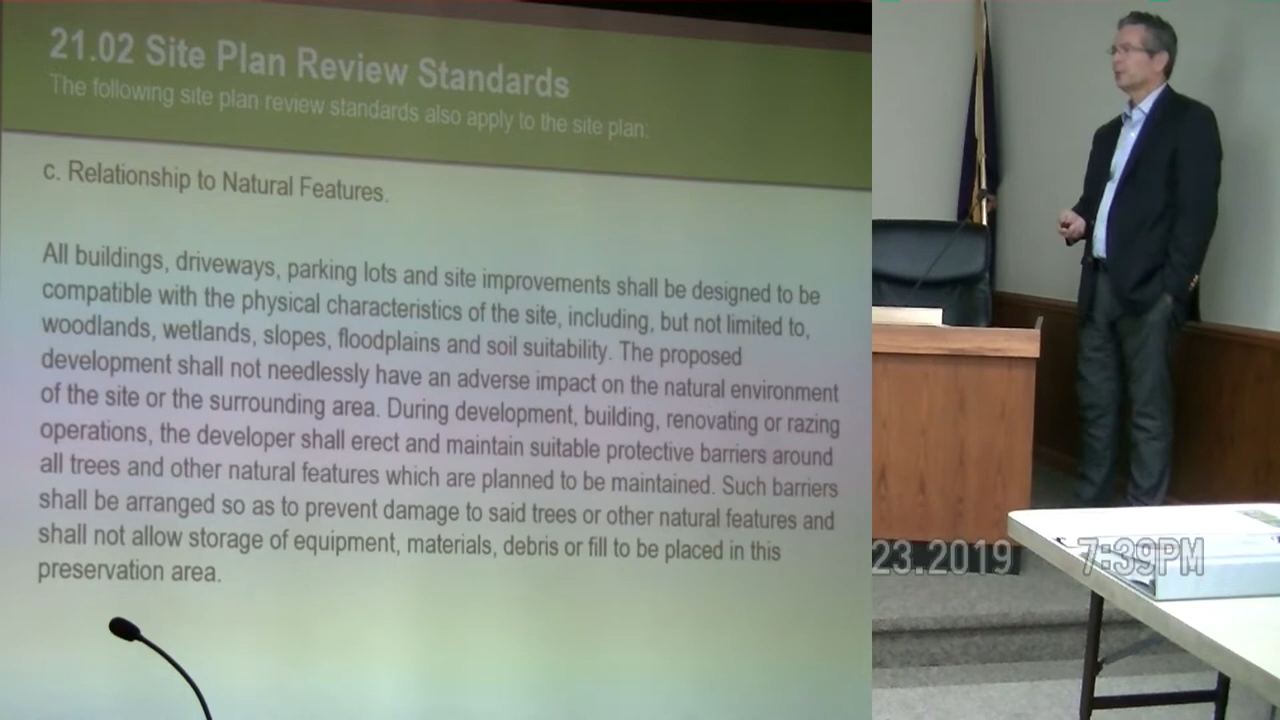 21.02 Site Plan Review Standards
The following site plan review standards also apply to the site plan:
c. Relationship to Natural Features.
All buildings, driveways, parking lots and site improvements shall be designed to be
compatible with the physical characteristics of the site, including, but not limited to,
woodlands, wetlands, slopes, floodplains and soil suitability. The proposed
development shall not needlessly have an adverse impact on the natural environment
of the site or the surrounding area. During development, building, renovating or razing
operations, the developer shall erect and maintain suitable protective barriers around
all trees and other natural features which are planned to be maintained. Such barriers
shall be arranged so as to prevent damage to said trees or other natural features and
shall not allow storage of equipment, materials, debris or fill to be placed in this
preservation area.
23.2019 7:39PM